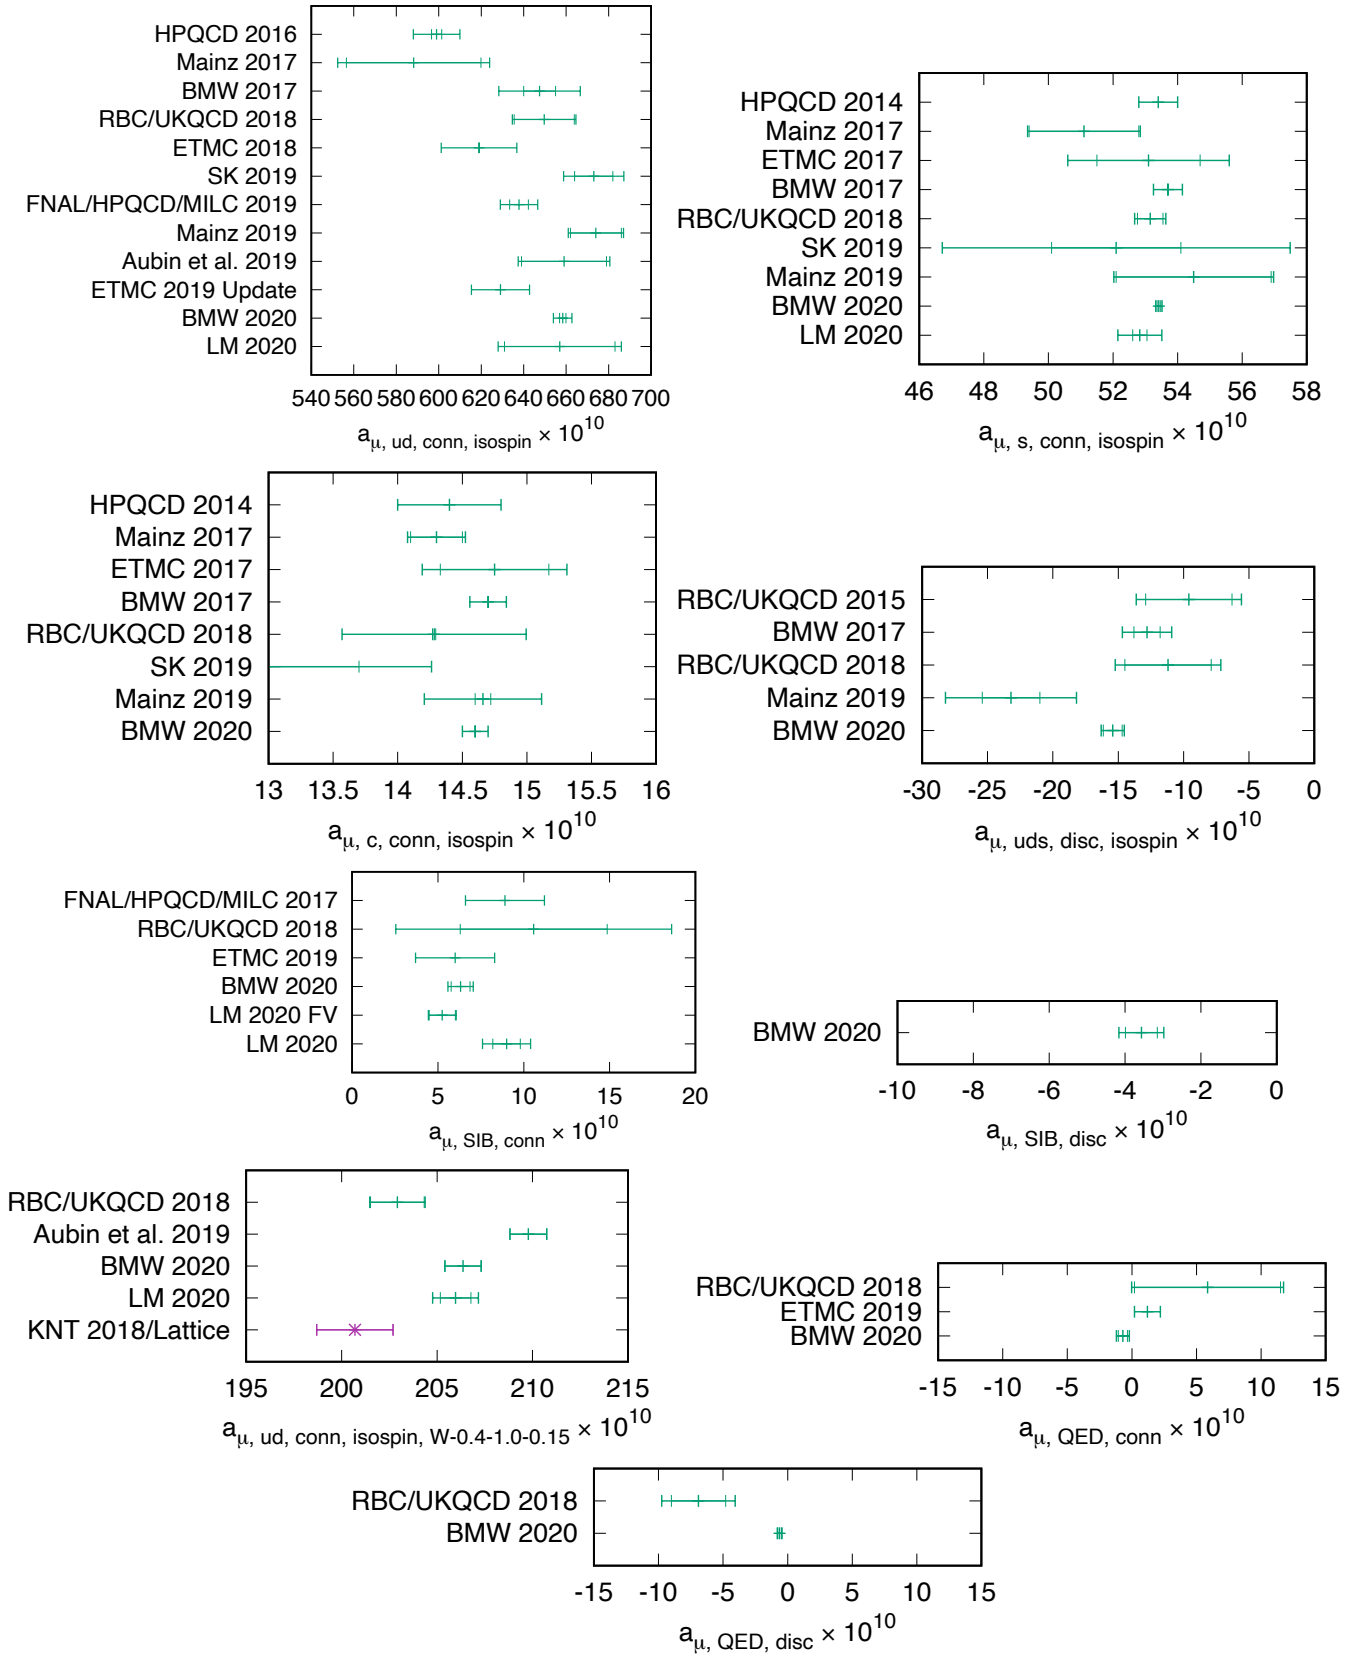 HPQCD 2016
Mainz 2017
BMW 2017
RBC/UKQCD 2018
ETMC 2018
SK 2019
FNAL/HPQCD/MILC 2019
Mainz 2019
Aubin et al. 2019
ETMC 2019 Update
BMW 2020
LM 2020
540 560 580 600 620 640 660 680 700
aμ, ud, conn, isospin × 10^10
HPQCD 2014
Mainz 2017
ETMC 2017
BMW 2017
RBC/UKQCD 2018
SK 2019
Mainz 2019
BMW 2020
LM 2020
46 48 50 52 54 56 58
aμ, s, conn, isospin × 10^10
HPQCD 2014
Mainz 2017
ETMC 2017
BMW 2017
RBC/UKQCD 2018
SK 2019
Mainz 2019
BMW 2020
13 13.5 14 14.5 15 15.5 16
aμ, c, conn, isospin × 10^10
RBC/UKQCD 2015
BMW 2017
RBC/UKQCD 2018
Mainz 2019
BMW 2020
-30 -25 -20 -15 -10 -5 0
aμ, uds, disc, isospin × 10^10
FNAL/HPQCD/MILC 2017
RBC/UKQCD 2018
ETMC 2019
BMW 2020
LM 2020 FV
LM 2020
0 5 10 15 20
aμ, SIB, conn × 10^10
BMW 2020
-10 -8 -6 -4 -2 0
aμ, SIB, disc × 10^10
RBC/UKQCD 2018
Aubin et al. 2019
BMW 2020
LM 2020
KNT 2018/Lattice
195 200 205 210 215
aμ, ud, conn, isospin, W-0.4-1.0-0.15 × 10^10
RBC/UKQCD 2018
ETMC 2019
BMW 2020
-15 -10 -5 0 5 10 15
aμ, QED, conn × 10^10
RBC/UKQCD 2018
BMW 2020
-15 -10 -5 0 5 10 15
aμ, QED, disc × 10^10